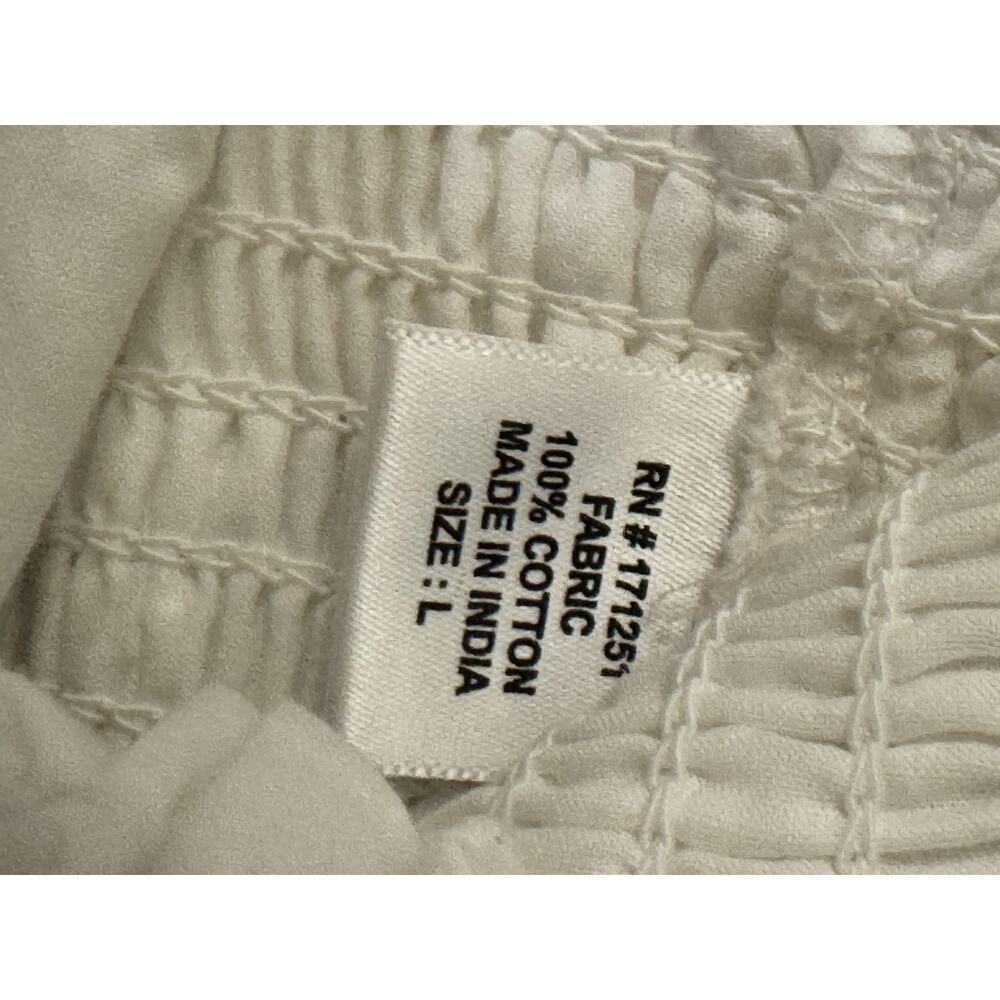 RN # 171251
FABRIC
100% COTTON
MADE IN INDIA
SIZE : L